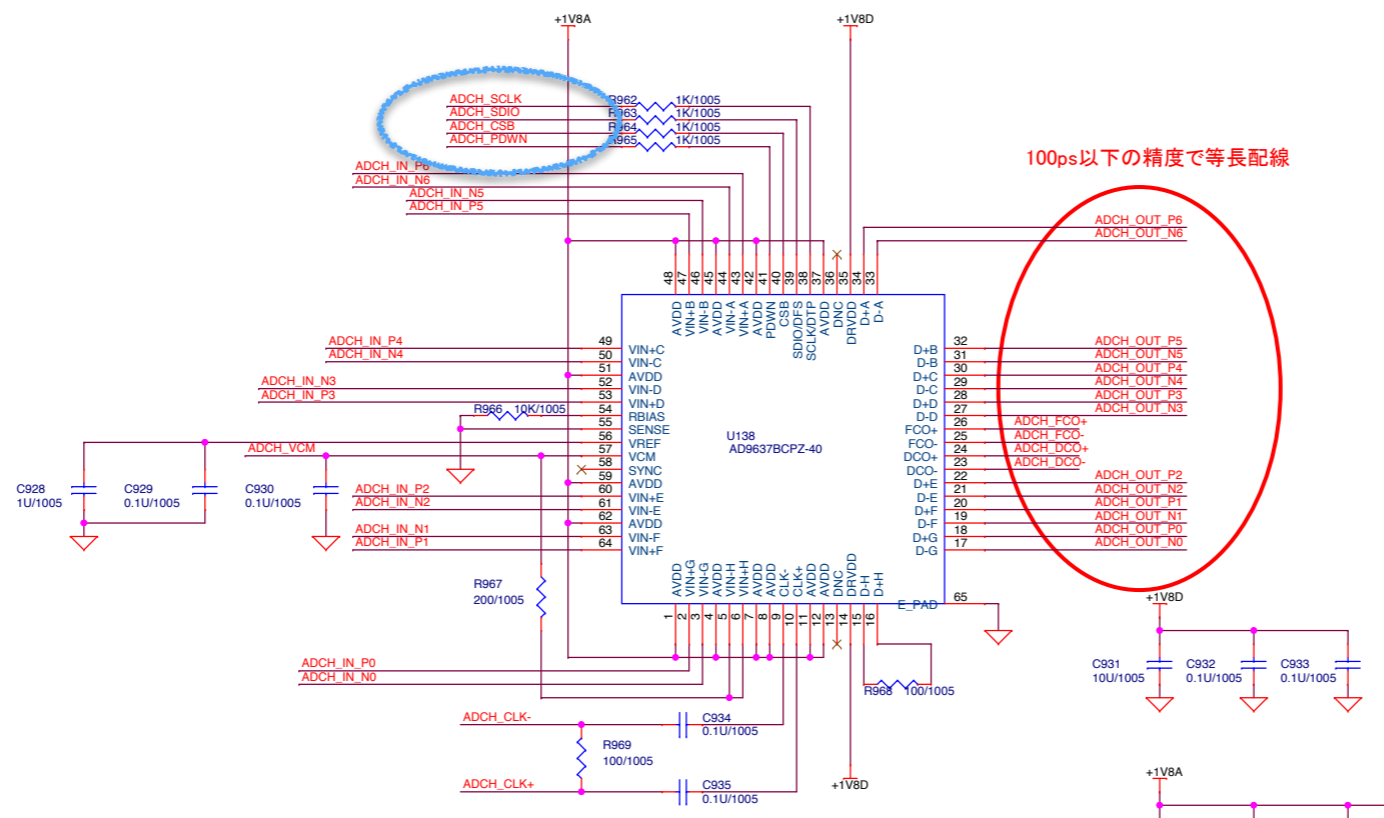 +1V8A
+1V8D
ADCH_SCLK
R962
1K/1005
ADCH_SDIO
R963
1K/1005
ADCH_CSB
R964
1K/1005
ADCH_PDWN
R965
1K/1005
ADCH_IN_P6
ADCH_IN_N6
ADCH_IN_N5
ADCH_IN_P5
100ps以下の精度で等長配線
ADCH_OUT_P6
ADCH_OUT_N6
48 47 46 45 44 43 42 41 40 39 38 37 36 35 34 33
AVDD
VIN+B
VIN-B
AVDD
VIN-A
VIN+A
AVDD
PDWN
CSB
SDIO/DFS
SCLK/DTP
AVDD
DNC
DRVDD
D+A
D-A
ADCH_IN_P4 49 VIN+C
ADCH_IN_N4 50 VIN-C
51 AVDD
ADCH_IN_N3 52 VIN-D
ADCH_IN_P3 53 VIN+D
R966 10K/1005 54 RBIAS
55 SENSE
56 VREF
ADCH_VCM 57 VCM
58 SYNC
59 AVDD
ADCH_IN_P2 60 VIN+E
ADCH_IN_N2 61 VIN-E
62 AVDD
ADCH_IN_N1 63 VIN-F
ADCH_IN_P1 64 VIN+F
U138
AD9637BCPZ-40
D+B 32 ADCH_OUT_P5
D-B 31 ADCH_OUT_N5
D+C 30 ADCH_OUT_P4
D-C 29 ADCH_OUT_N4
D+D 28 ADCH_OUT_P3
D-D 27 ADCH_OUT_N3
FCO+ 26 ADCH_FCO+
FCO- 25 ADCH_FCO-
DCO+ 24 ADCH_DCO+
DCO- 23 ADCH_DCO-
D+E 22 ADCH_OUT_P2
D-E 21 ADCH_OUT_N2
D+F 20 ADCH_OUT_P1
D-F 19 ADCH_OUT_N1
D+G 18 ADCH_OUT_P0
D-G 17 ADCH_OUT_N0
C928
1U/1005
C929
0.1U/1005
C930
0.1U/1005
AVDD
VIN+G
VIN-G
AVDD
VIN-H
VIN+H
AVDD
AVDD
CLK-
CLK+
AVDD
AVDD
DNC
DRVDD
D-H
D+H
E_PAD 65
1 2 3 4 5 6 7 8 9 10 11 12 13 14 15 16
R967
200/1005
+1V8D
C931
10U/1005
C932
0.1U/1005
C933
0.1U/1005
ADCH_IN_P0
ADCH_IN_N0
R968 100/1005
ADCH_CLK-
C934
0.1U/1005
R969
100/1005
ADCH_CLK+
C935
0.1U/1005
+1V8D
+1V8A